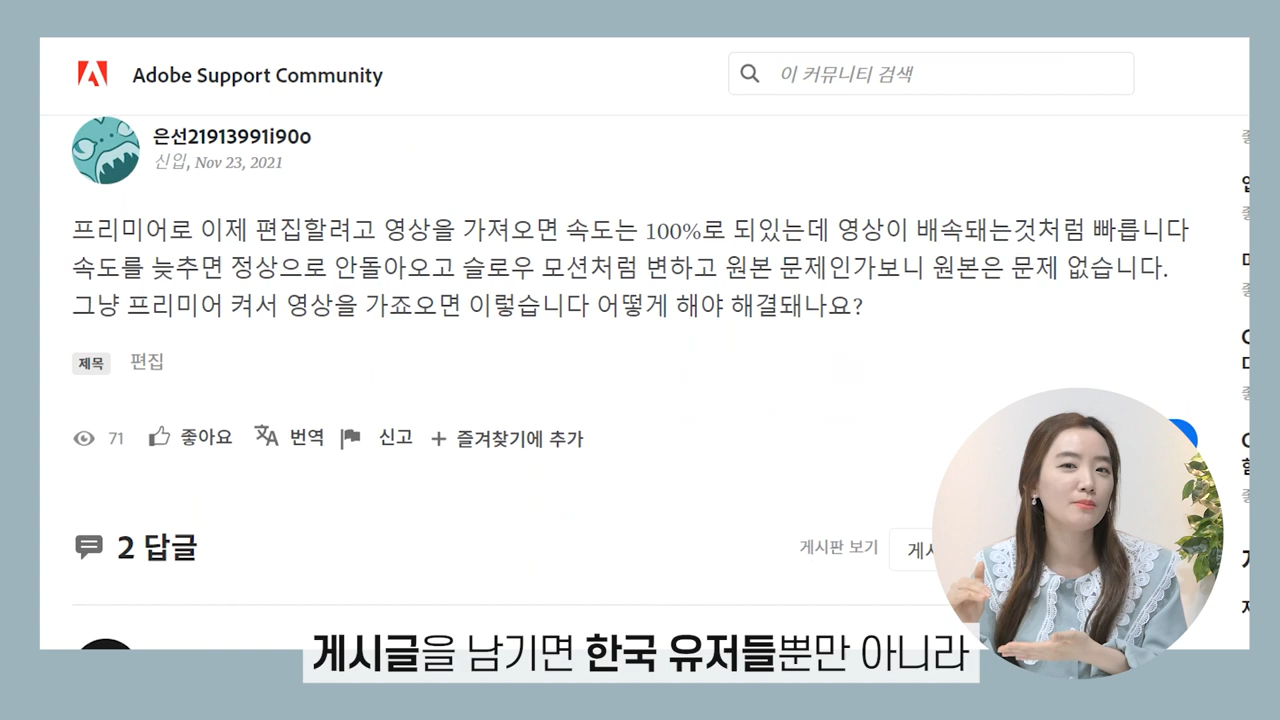 Adobe Support Community
이 커뮤니티 검색
은선21913991i90o
신입, Nov 23, 2021
프리미어로 이제 편집할려고 영상을 가져오면 속도는 100%로 되있는데 영상이 배속돼는것처럼 빠릅니다
속도를 늦추면 정상으로 안돌아오고 슬로우 모션처럼 변하고 원본 문제인가보니 원본은 문제 없습니다.
그냥 프리미어 켜서 영상을 가죠오면 이렇습니다 어떻게 해야 해결돼나요?
제목 편집
71 좋아요 번역 신고 + 즐겨찾기에 추가
2 답글
게시판 보기
게시글을 남기면 한국 유저들뿐만 아니라